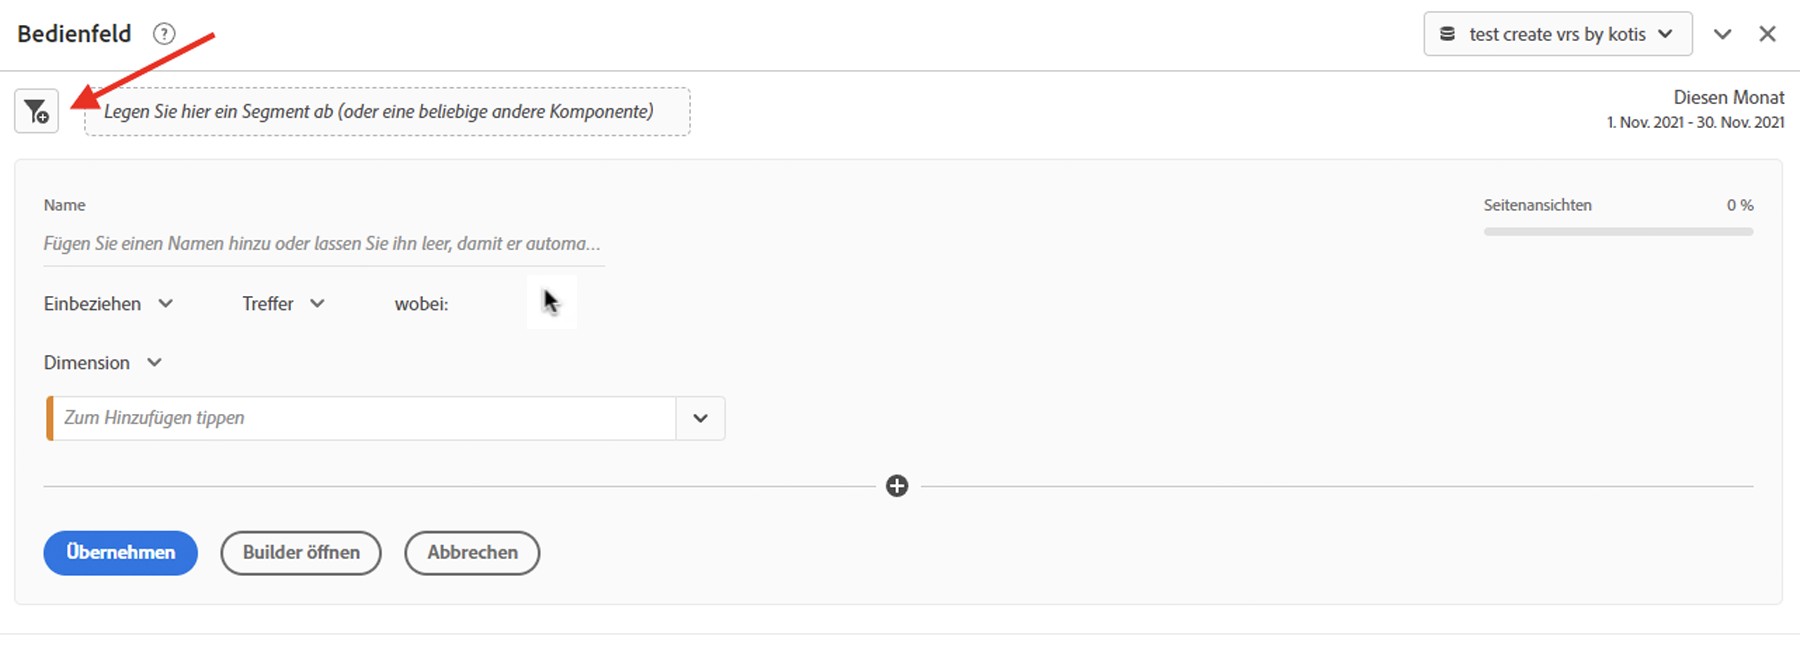 Bedienfeld
test create vrs by kotis
Legen Sie hier ein Segment ab (oder eine beliebige andere Komponente)
Diesen Monat
1. Nov. 2021 - 30. Nov. 2021
Name
Seitenansichten 0 %
Fügen Sie einen Namen hinzu oder lassen Sie ihn leer, damit er automa...
Einbeziehen Treffer wobei:
Dimension
Zum Hinzufügen tippen
Übernehmen Builder öffnen Abbrechen